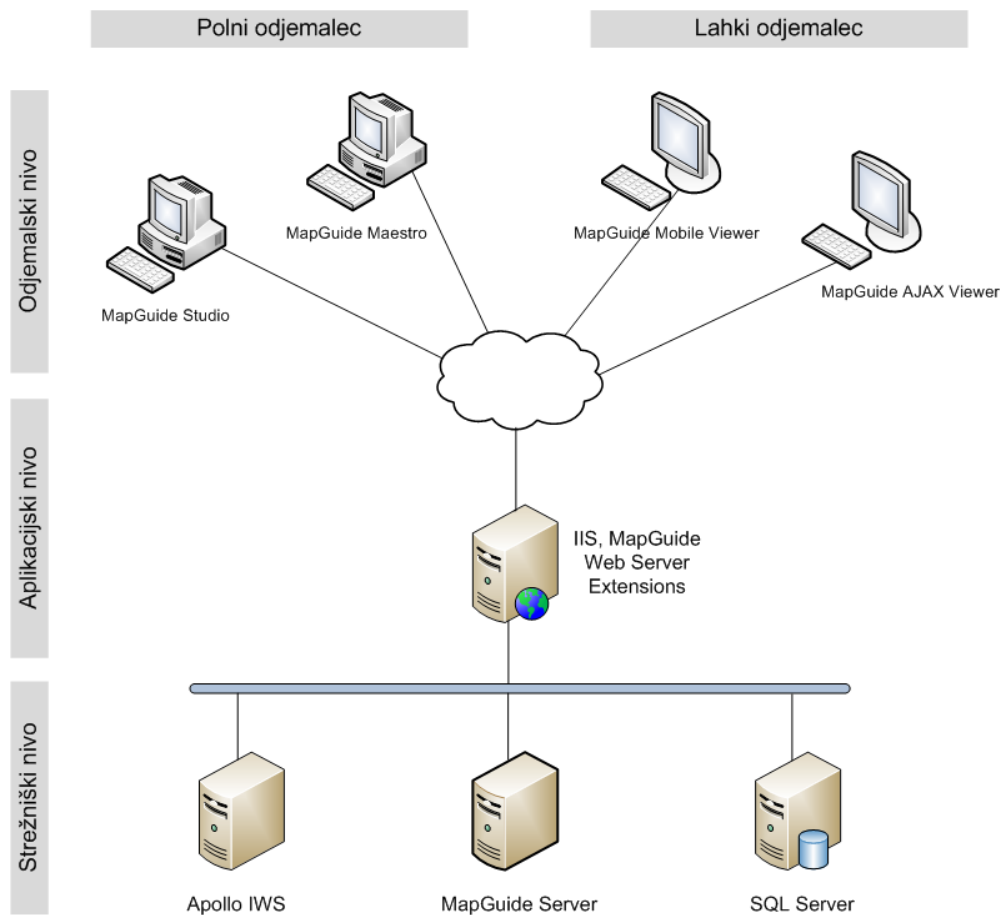 Polni odjemalec
Lahki odjemalec
Odjemalski nivo
MapGuide Maestro
MapGuide Mobile Viewer
MapGuide Studio
MapGuide AJAX Viewer
Aplikacijski nivo
IIS, MapGuide
Web Server
Extensions
Strežniški nivo
Apollo IWS
MapGuide Server
SQL Server